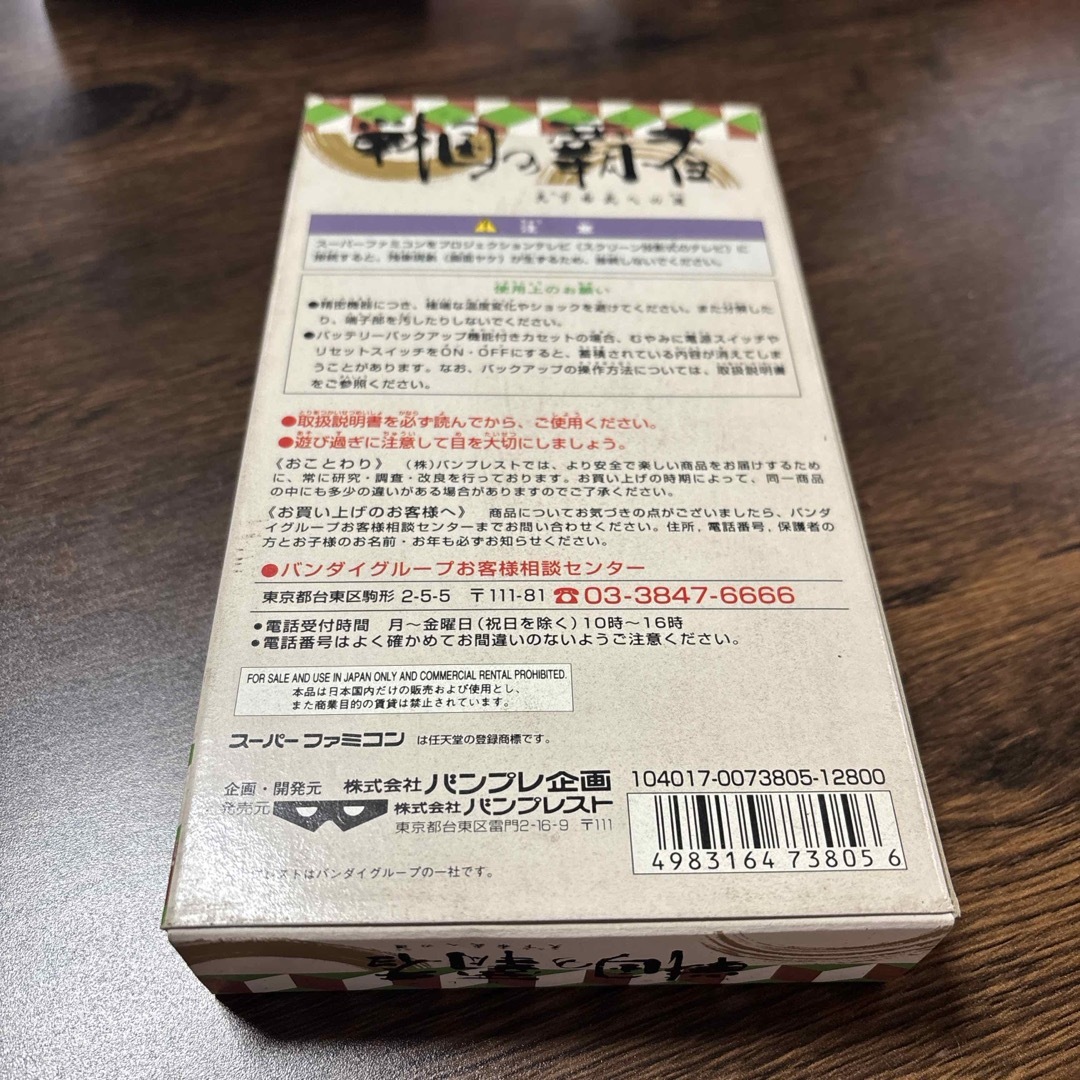 戦国の覇者
天下布武への道
注意
スーパーファミコンをプロジェクションテレビ（スクリーン投影式のテレビ）に
接続すると、残像現象（画面ヤケ）が生ずるため、接続しないでください。
使用上のお願い
●精密機器につき、極端な温度変化やショックを避けてください。また分解した
り、端子部を汚したりしないでください。
●バッテリーバックアップ機能付きカセットの場合、むやみに電源スイッチや
リセットスイッチをON・OFFにすると、蓄積されている内容が消えてしま
うことがあります。なお、バックアップの操作方法については、取扱説明書
をご参照ください。
●取扱説明書を必ず読んでから、ご使用ください。
●遊び過ぎに注意して目を大切にしましょう。
《おことわり》 （株）バンプレストでは、より安全で楽しい商品をお届けするため
に、常に研究・調査・改良を行っております。お買い上げの時期によって、同一商品
の中にも多少の違いがある場合がありますのでご了承ください。
《お買い上げのお客様へ》 商品についてお気づきの点がございましたら、バンダ
イグループお客様相談センターまでお問い合わせください。住所，電話番号，保護者の
方とお子様のお名前・お年も必ずお知らせください。
●バンダイグループお客様相談センター
東京都台東区駒形 2-5-5 〒111-81 ☎03-3847-6666
●電話受付時間 月～金曜日（祝日を除く）10時～16時
●電話番号はよく確かめてお間違いのないようご注意ください。
FOR SALE AND USE IN JAPAN ONLY AND COMMERCIAL RENTAL PROHIBITED.
本品は日本国内だけの販売および使用とし、
また商業目的の賃貸は禁止されています。
スーパーファミコン は任天堂の登録商標です。
企画・開発元 株式会社 バンプレ企画
発売元 株式会社 バンプレスト
東京都台東区雷門2-16-9 〒111
104017-0073805-12800
4983164 738056
レストはバンダイグループの一社です。
戦国の覇者
天下布武への道